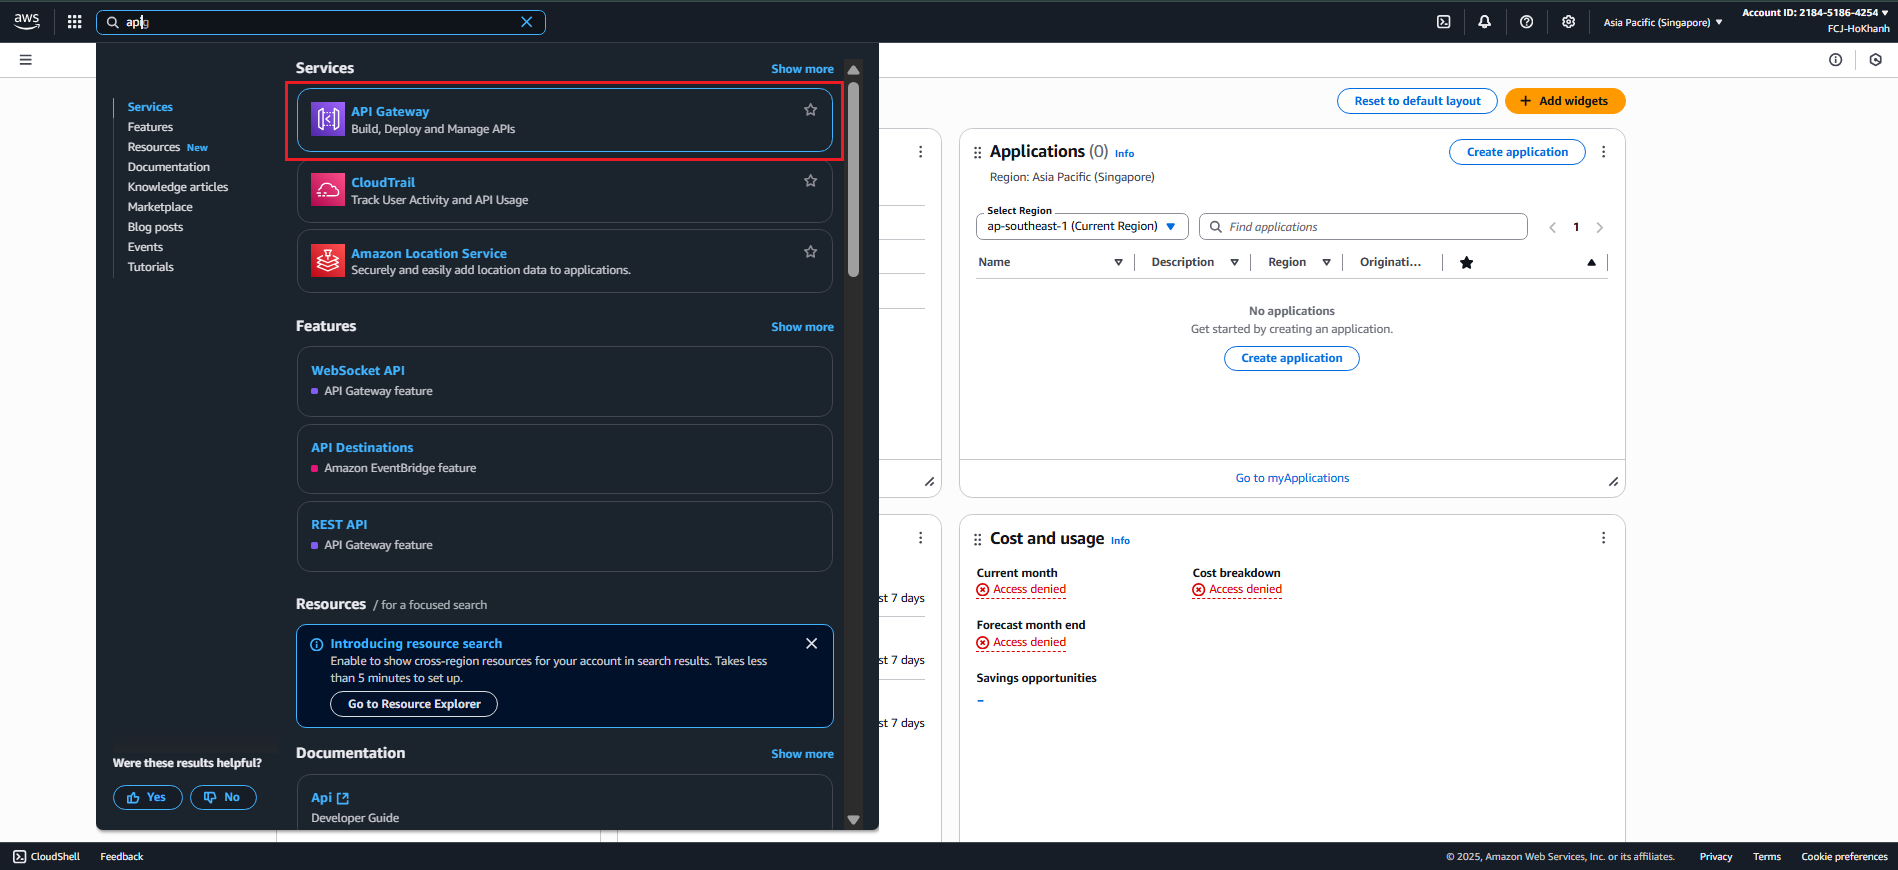 aws
apig
Asia Pacific (Singapore)
Account ID: 2184-5186-4254
FCJ-HoKhanh
Services
Features
Resources New
Documentation
Knowledge articles
Marketplace
Blog posts
Events
Tutorials
Were these results helpful?
Yes
No
Services
Show more
API Gateway
Build, Deploy and Manage APIs
CloudTrail
Track User Activity and API Usage
Amazon Location Service
Securely and easily add location data to applications.
Features
Show more
WebSocket API
API Gateway feature
API Destinations
Amazon EventBridge feature
REST API
API Gateway feature
Resources / for a focused search
Introducing resource search
Enable to show cross-region resources for your account in search results. Takes less
than 5 minutes to set up.
Go to Resource Explorer
Documentation
Show more
Api
Developer Guide
Reset to default layout
Add widgets
Applications (0) Info
Region: Asia Pacific (Singapore)
Create application
Select Region
ap-southeast-1 (Current Region)
Find applications
1
Name
Description
Region
Originati...
No applications
Get started by creating an application.
Create application
Go to myApplications
st 7 days
st 7 days
st 7 days
Cost and usage Info
Current month
Access denied
Cost breakdown
Access denied
Forecast month end
Access denied
Savings opportunities
–
CloudShell
Feedback
© 2025, Amazon Web Services, Inc. or its affiliates.
Privacy
Terms
Cookie preferences